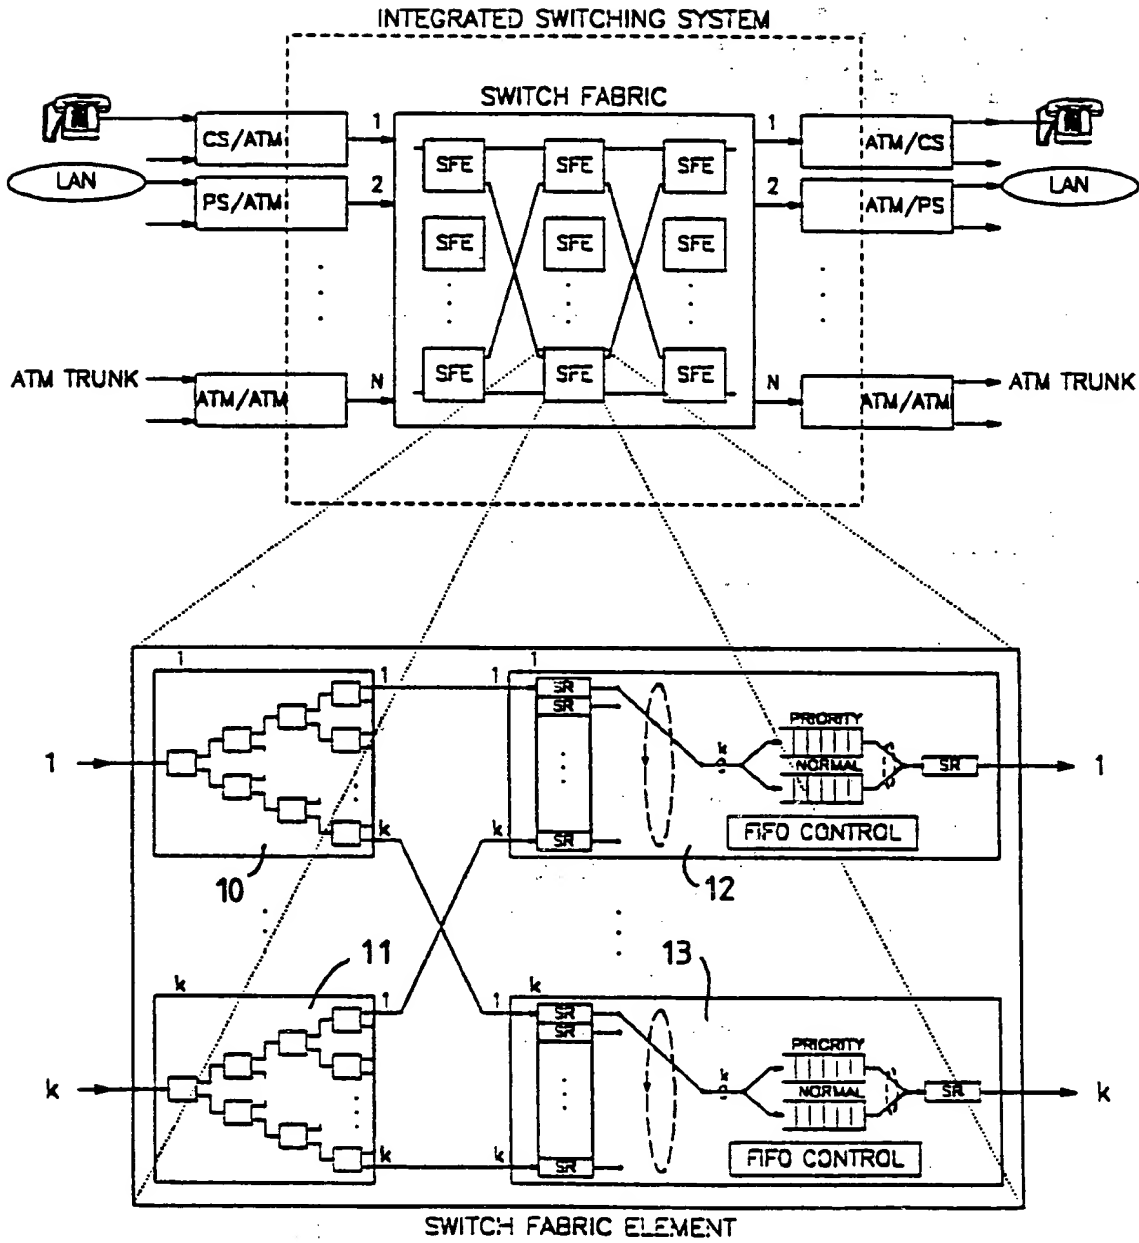 INTEGRATED SWITCHING SYSTEM
SWITCH FABRIC
CS/ATM
1
SFE
SFE
SFE
1
ATM/CS
LAN
PS/ATM
2
2
ATM/PS
LAN
SFE
SFE
SFE
ATM TRUNK
ATM/ATM
N
SFE
SFE
SFE
N
ATM/ATM
ATM TRUNK
1
1
1
1
SR
SR
PRIORITY
1
k
NORMAL
SR
1
k
k
SR
FIFO CONTROL
10
12
11
13
k
k
1
1
SR
SR
PRIORITY
k
k
NORMAL
SR
k
k
k
SR
FIFO CONTROL
SWITCH FABRIC ELEMENT